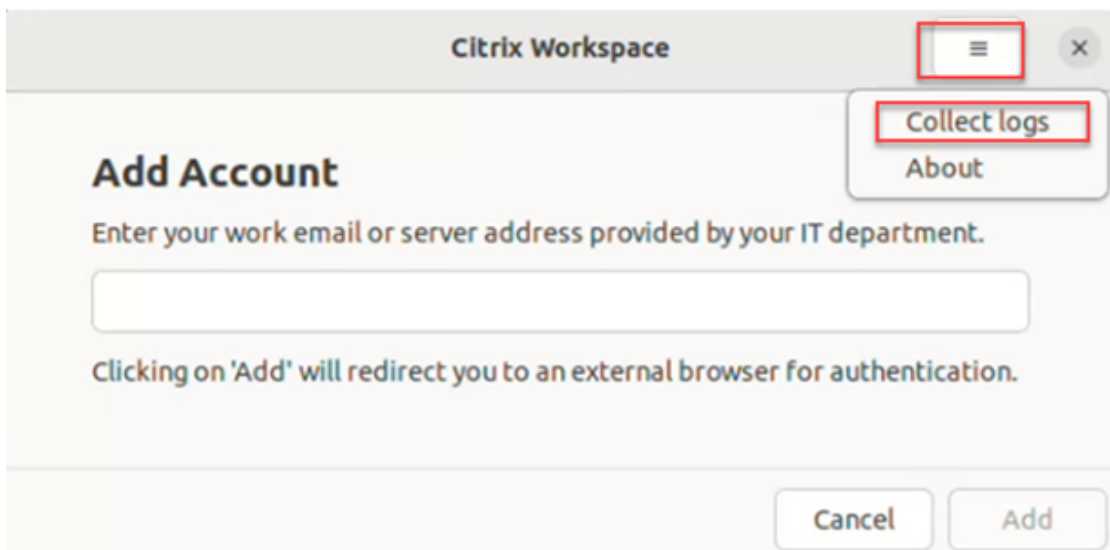 Citrix Workspace
Collect logs
About
Add Account
Enter your work email or server address provided by your IT department.
Clicking on 'Add' will redirect you to an external browser for authentication.
Cancel
Add